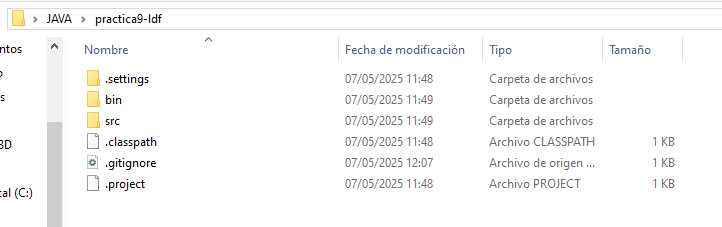 JAVA > practica9-ldf
ntos Nombre Fecha de modificación Tipo Tamaño
.settings 07/05/2025 11:48 Carpeta de archivos
bin 07/05/2025 11:49 Carpeta de archivos
s src 07/05/2025 11:49 Carpeta de archivos
.classpath 07/05/2025 11:48 Archivo CLASSPATH 1 KB
BD
.gitignore 07/05/2025 12:07 Archivo de origen ... 1 KB
.project 07/05/2025 11:48 Archivo PROJECT 1 KB
cal (C:)